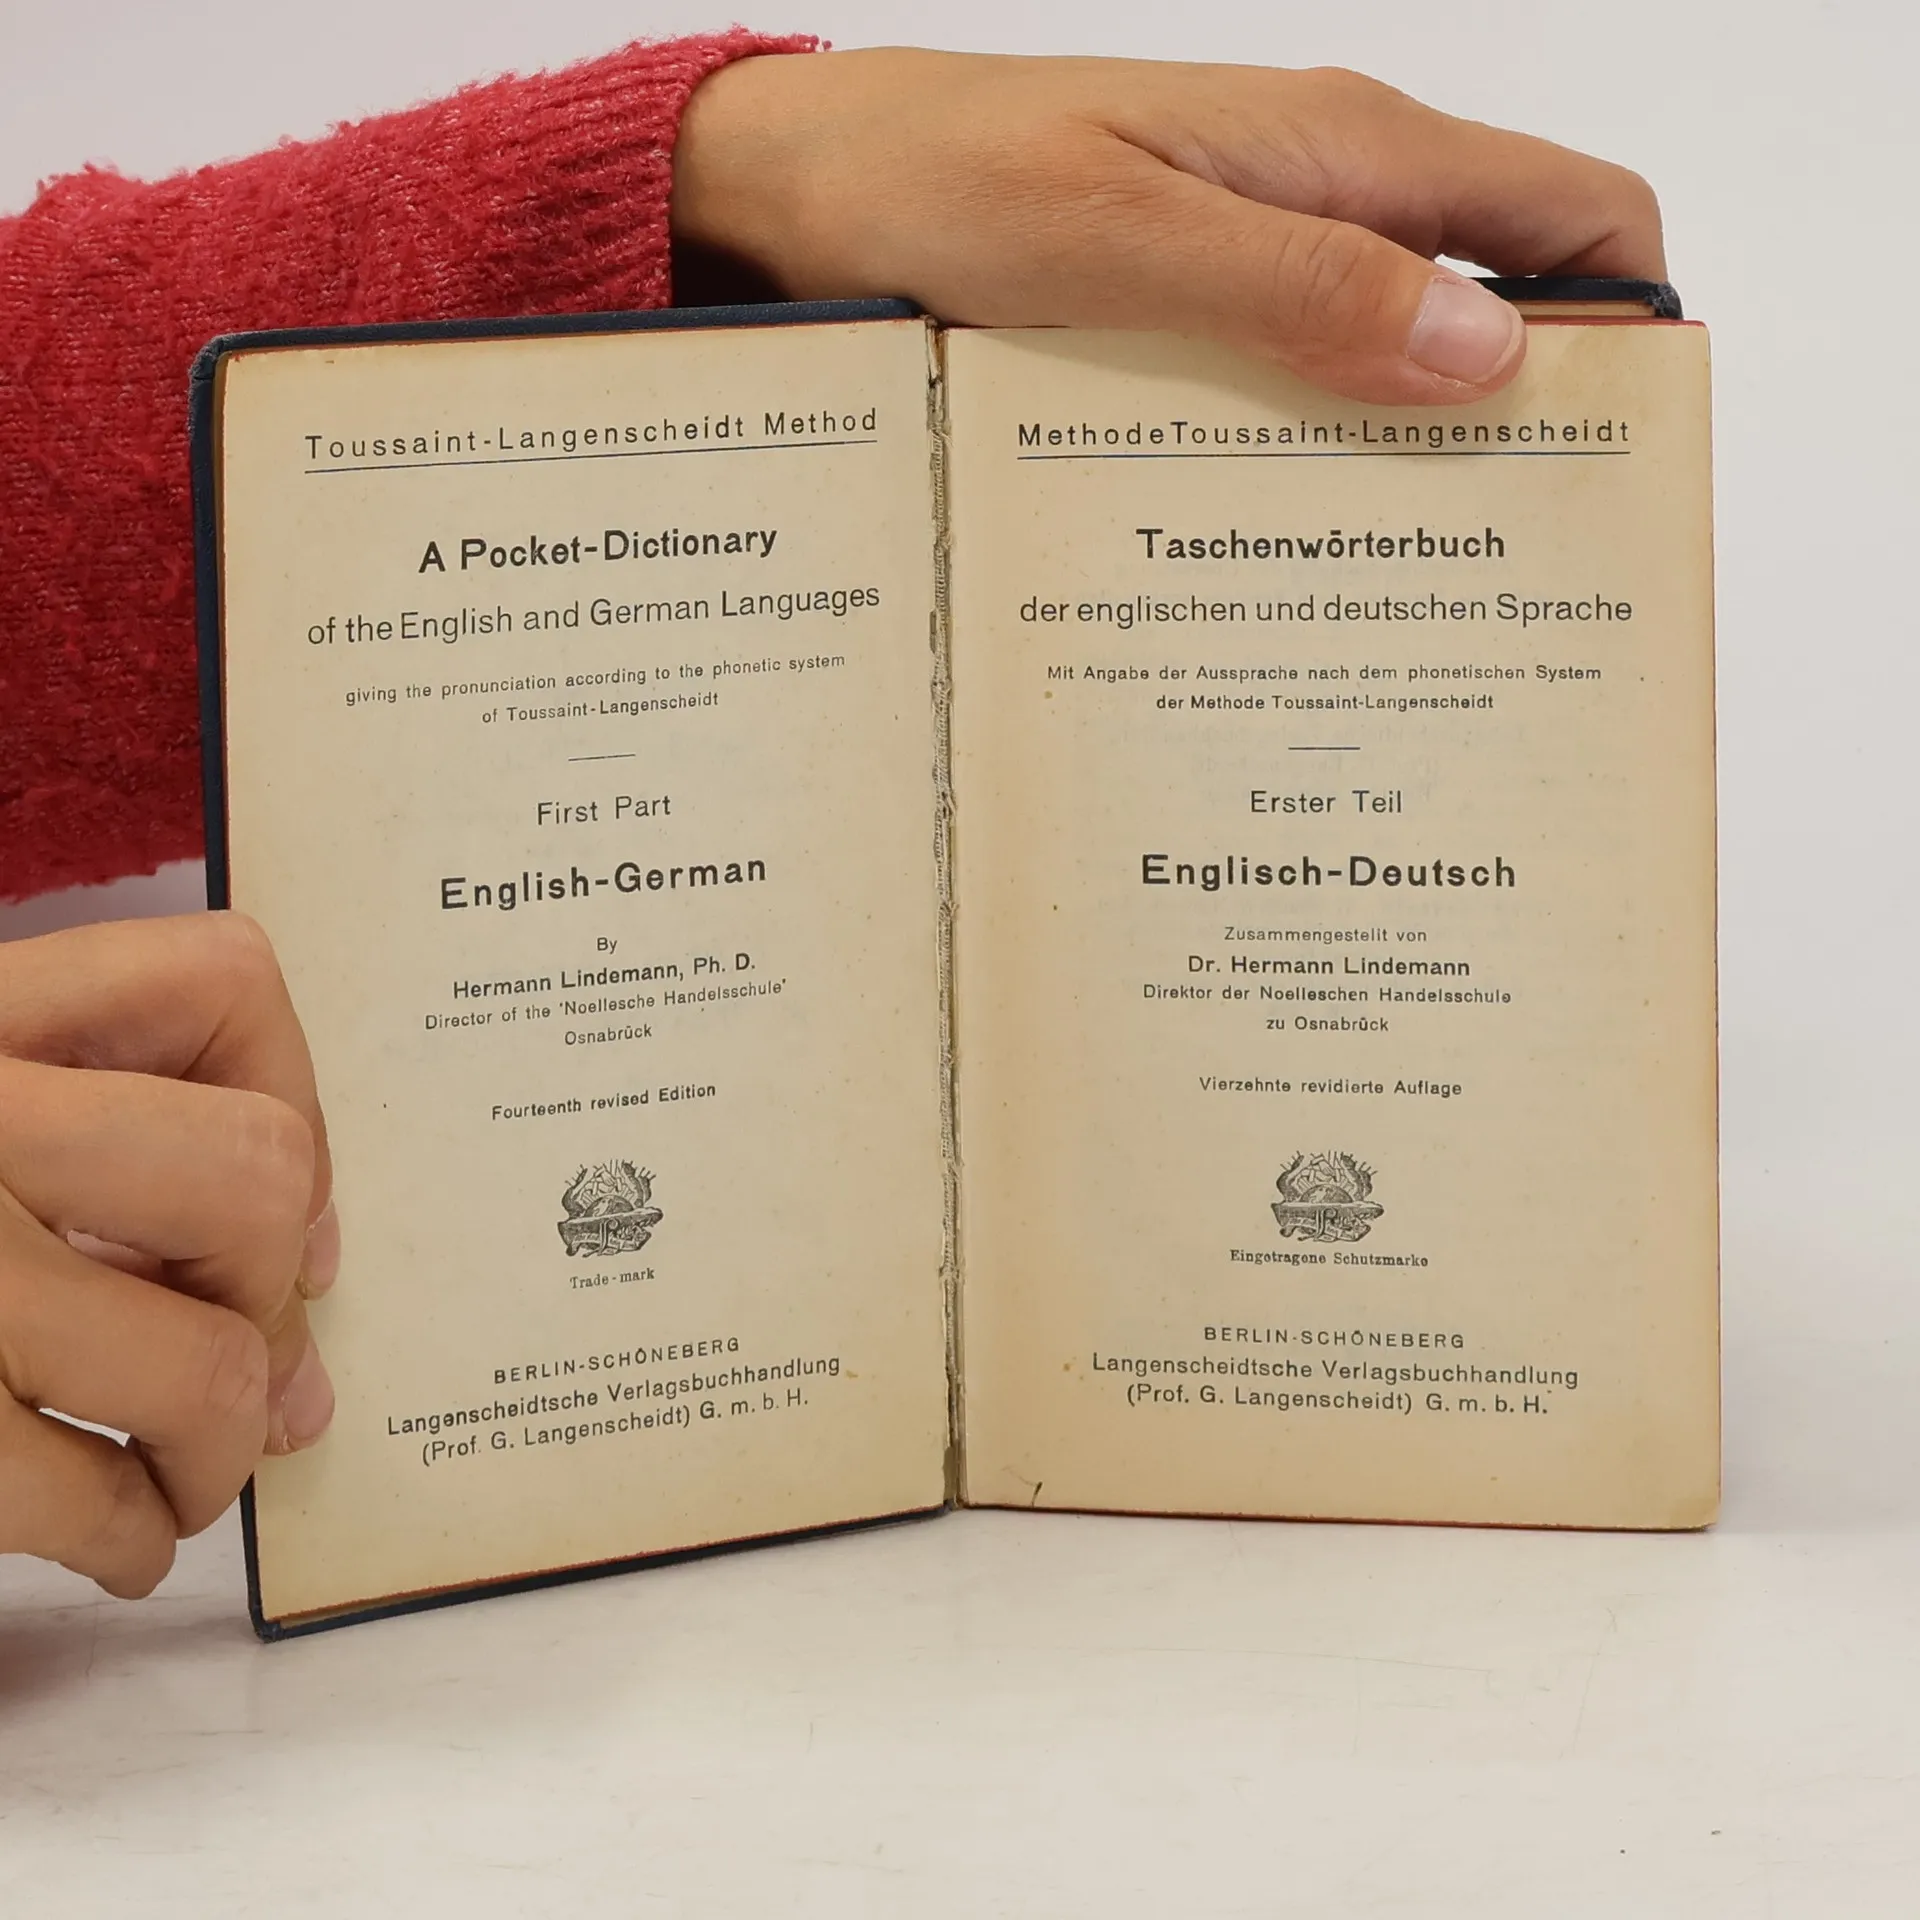 Toussaint-Langenscheidt Method
A Pocket-Dictionary
of the English and German Languages
giving the pronunciation according to the phonetic system
of Toussaint-Langenscheidt
First Part
English-German
By
Hermann Lindemann, Ph. D.
Director of the 'Noellesche Handelsschule'
Osnabrück
Fourteenth revised Edition
Trade-mark
BERLIN-SCHÖNEBERG
Langenscheidtsche Verlagsbuchhandlung
(Prof. G. Langenscheidt) G. m. b. H.
Methode Toussaint-Langenscheidt
Taschenwörterbuch
der englischen und deutschen Sprache
Mit Angabe der Aussprache nach dem phonetischen System
der Methode Toussaint-Langenscheidt
Erster Teil
Englisch-Deutsch
Zusammengestellt von
Dr. Hermann Lindemann
Direktor der Noelleschen Handelsschule
zu Osnabrück
Vierzehnte revidierte Auflage
Eingetragene Schutzmarke
BERLIN-SCHÖNEBERG
Langenscheidtsche Verlagsbuchhandlung
(Prof. G. Langenscheidt) G. m. b. H.